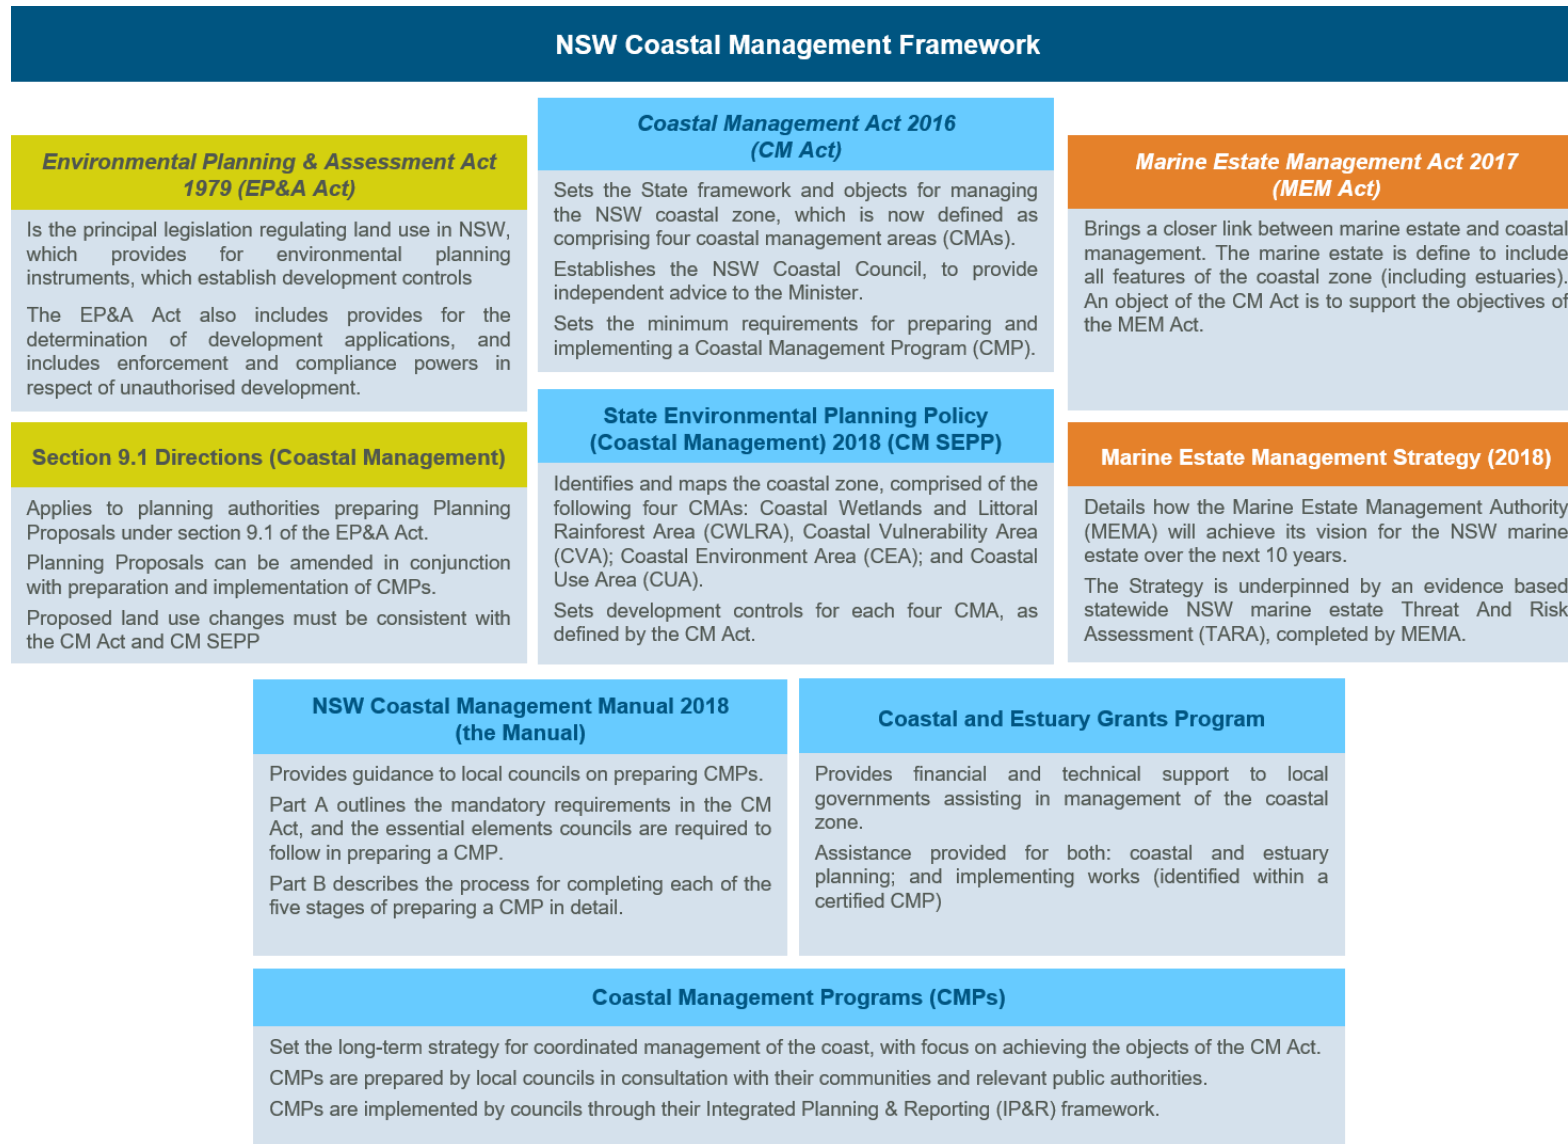 NSW Coastal Management Framework
Environmental Planning & Assessment Act
1979 (EP&A Act)
Is the principal legislation regulating land use in NSW,
which provides for environmental planning
instruments, which establish development controls
The EP&A Act also includes provides for the
determination of development applications, and
includes enforcement and compliance powers in
respect of unauthorised development.
Coastal Management Act 2016
(CM Act)
Sets the State framework and objects for managing
the NSW coastal zone, which is now defined as
comprising four coastal management areas (CMAs).
Establishes the NSW Coastal Council, to provide
independent advice to the Minister.
Sets the minimum requirements for preparing and
implementing a Coastal Management Program (CMP).
Marine Estate Management Act 2017
(MEM Act)
Brings a closer link between marine estate and coastal
management. The marine estate is define to include
all features of the coastal zone (including estuaries).
An object of the CM Act is to support the objectives of
the MEM Act.
Section 9.1 Directions (Coastal Management)
Applies to planning authorities preparing Planning
Proposals under section 9.1 of the EP&A Act.
Planning Proposals can be amended in conjunction
with preparation and implementation of CMPs.
Proposed land use changes must be consistent with
the CM Act and CM SEPP
State Environmental Planning Policy
(Coastal Management) 2018 (CM SEPP)
Identifies and maps the coastal zone, comprised of the
following four CMAs: Coastal Wetlands and Littoral
Rainforest Area (CWLRA), Coastal Vulnerability Area
(CVA); Coastal Environment Area (CEA); and Coastal
Use Area (CUA).
Sets development controls for each four CMA, as
defined by the CM Act.
Marine Estate Management Strategy (2018)
Details how the Marine Estate Management Authority
(MEMA) will achieve its vision for the NSW marine
estate over the next 10 years.
The Strategy is underpinned by an evidence based
statewide NSW marine estate Threat And Risk
Assessment (TARA), completed by MEMA.
NSW Coastal Management Manual 2018
(the Manual)
Provides guidance to local councils on preparing CMPs.
Part A outlines the mandatory requirements in the CM
Act, and the essential elements councils are required to
follow in preparing a CMP.
Part B describes the process for completing each of the
five stages of preparing a CMP in detail.
Coastal and Estuary Grants Program
Provides financial and technical support to local
governments assisting in management of the coastal
zone.
Assistance provided for both: coastal and estuary
planning; and implementing works (identified within a
certified CMP)
Coastal Management Programs (CMPs)
Set the long-term strategy for coordinated management of the coast, with focus on achieving the objects of the CM Act.
CMPs are prepared by local councils in consultation with their communities and relevant public authorities.
CMPs are implemented by councils through their Integrated Planning & Reporting (IP&R) framework.